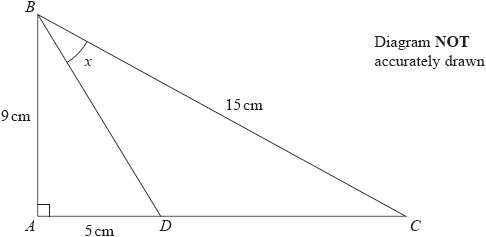 B
x
Diagram NOT
accurately drawn
15 cm
9 cm
A
5 cm
D
C